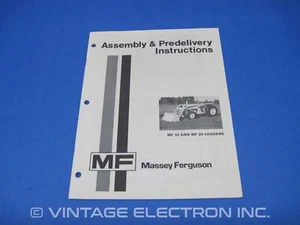 Assembly & Predelivery
Instructions
MF 32 AND MF 34-LOADERS
MF
Massey Ferguson
© VINTAGE ELECTRON INC.